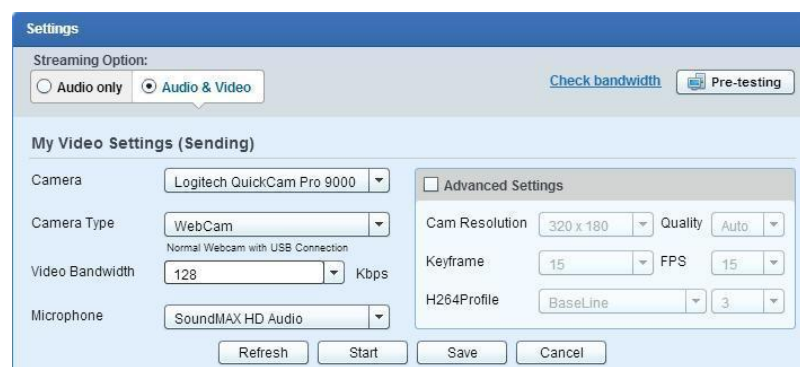 Settings
Streaming Option:
Audio only Audio & Video Check bandwidth Pre-testing
My Video Settings (Sending)
Camera Logitech QuickCam Pro 9000 Advanced Settings
Camera Type WebCam Cam Resolution 320 x 180 Quality Auto
Normal Webcam with USB Connection
Video Bandwidth 128 Kbps Keyframe 15 FPS 15
Microphone SoundMAX HD Audio H264Profile BaseLine 3
Refresh Start Save Cancel